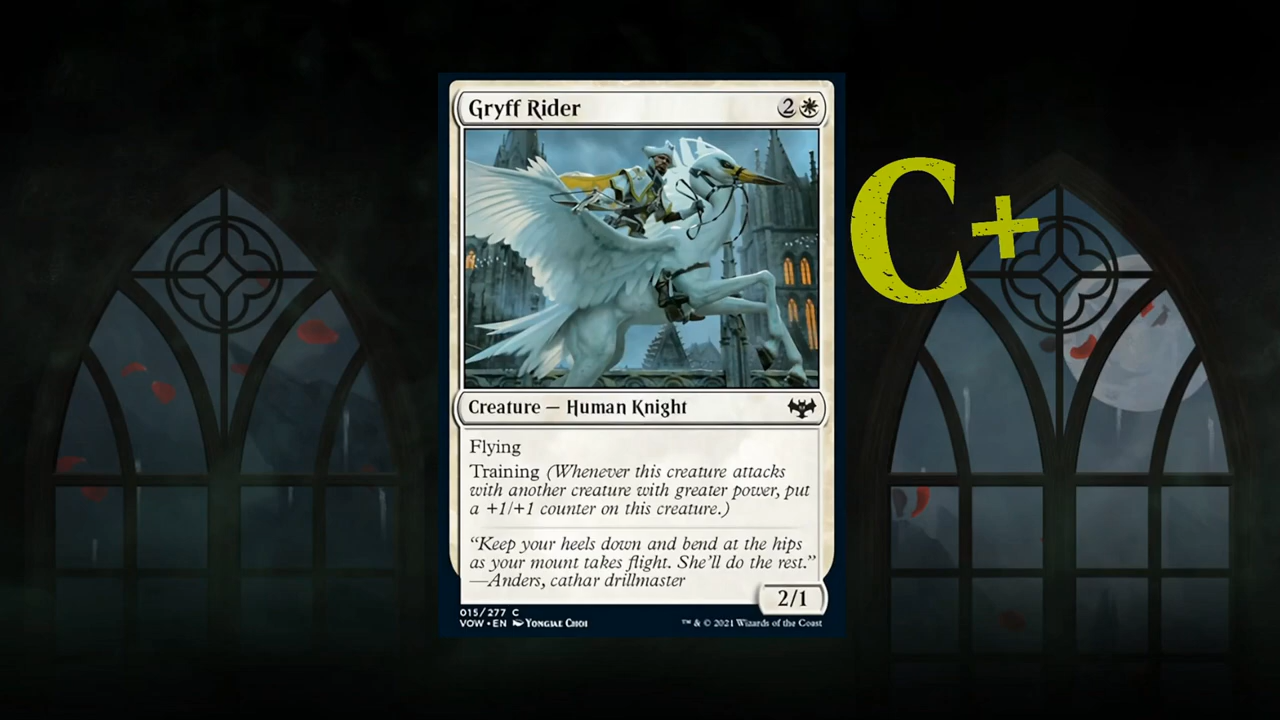 Gryff Rider 2
C+
Creature — Human Knight
Flying
Training (Whenever this creature attacks
with another creature with greater power, put
a +1/+1 counter on this creature.)
“Keep your heels down and bend at the hips
as your mount takes flight. She’ll do the rest.”
—Anders, cathar drillmaster
2/1
015/277 C
VOW • EN Yongjae Choi
™ & © 2021 Wizards of the Coast